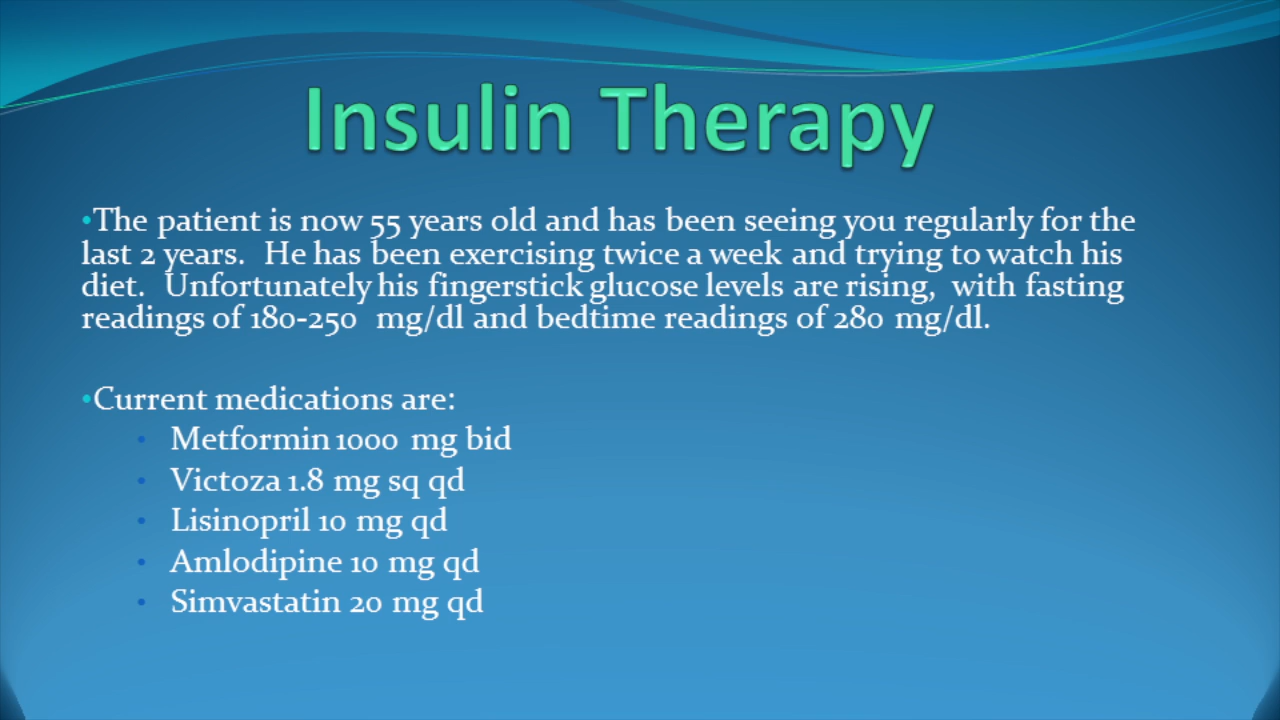 Insulin Therapy
•The patient is now 55 years old and has been seeing you regularly for the
last 2 years.  He has been exercising twice a week and trying to watch his
diet.  Unfortunately his fingerstick glucose levels are rising,  with fasting
readings of 180-250  mg/dl and bedtime readings of 280 mg/dl.
•Current medications are:
• Metformin 1000 mg bid
• Victoza 1.8 mg sq qd
• Lisinopril 10 mg qd
• Amlodipine 10 mg qd
• Simvastatin 20 mg qd